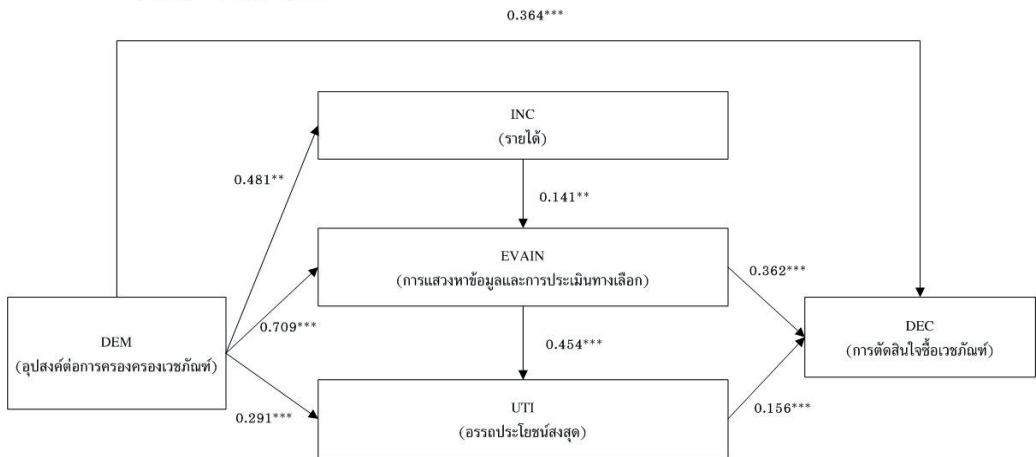 0.364***
INC
(รายได้)
0.481**
0.141**
EVAIN
(การแสวงหาข้อมูลและการประเมินทางเลือก)
0.362***
0.709***
DEM
(อุปสงค์ต่อการครองครองเวชภัณฑ์)
0.454***
DEC
(การตัดสินใจซื้อเวชภัณฑ์)
0.291***
UTI
(อรรถประโยชน์สงสุด)
0.156***